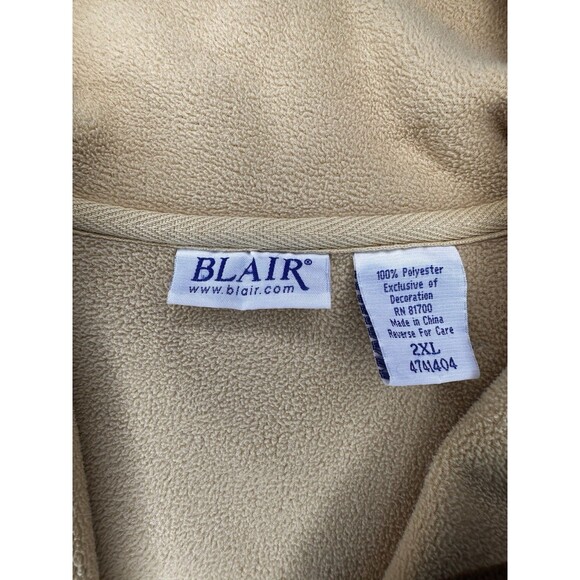 BLAIR®
www.blair.com
100% Polyester
Exclusive of
Decoration
RN 81700
Made in China
Reverse For Care
2XL
4741404